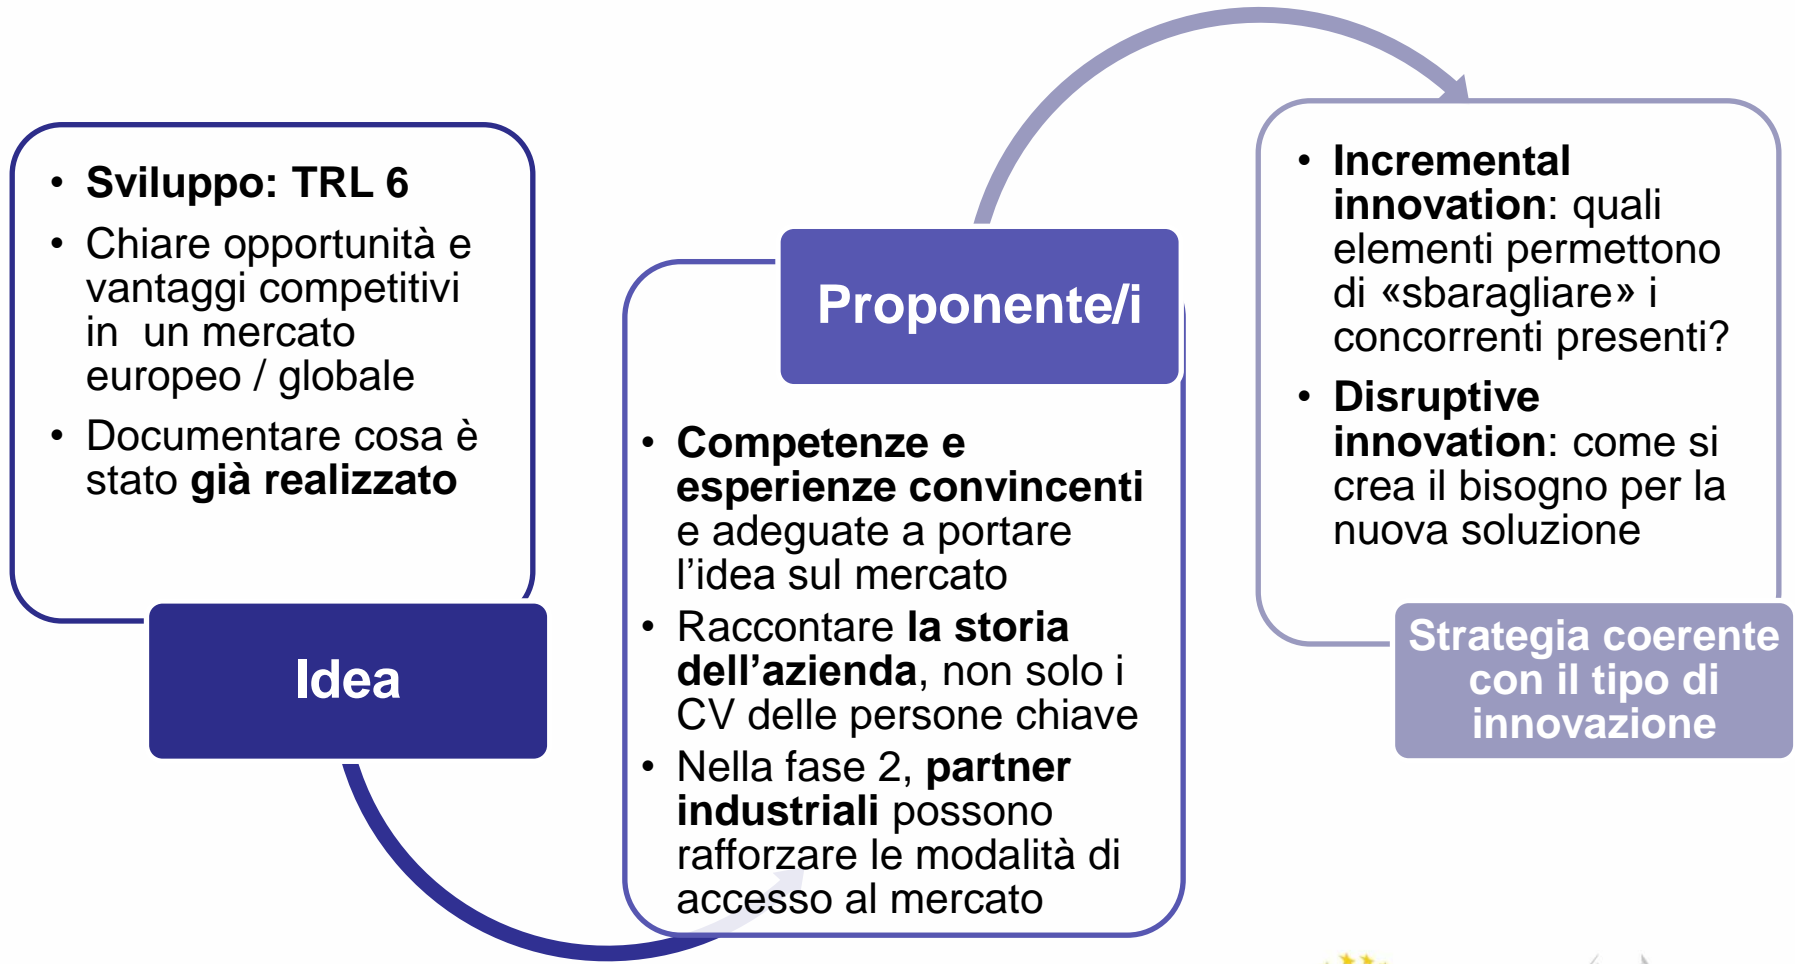 • Sviluppo: TRL 6
• Chiare opportunità e
vantaggi competitivi
in un mercato
europeo / globale
• Documentare cosa è
stato già realizzato
Idea
Proponente/i
• Competenze e
esperienze convincenti
e adeguate a portare
l’idea sul mercato
• Raccontare la storia
dell’azienda, non solo i
CV delle persone chiave
• Nella fase 2, partner
industriali possono
rafforzare le modalità di
accesso al mercato
• Incremental
innovation: quali
elementi permettono
di «sbaragliare» i
concorrenti presenti?
• Disruptive
innovation: come si
crea il bisogno per la
nuova soluzione
Strategia coerente
con il tipo di
innovazione